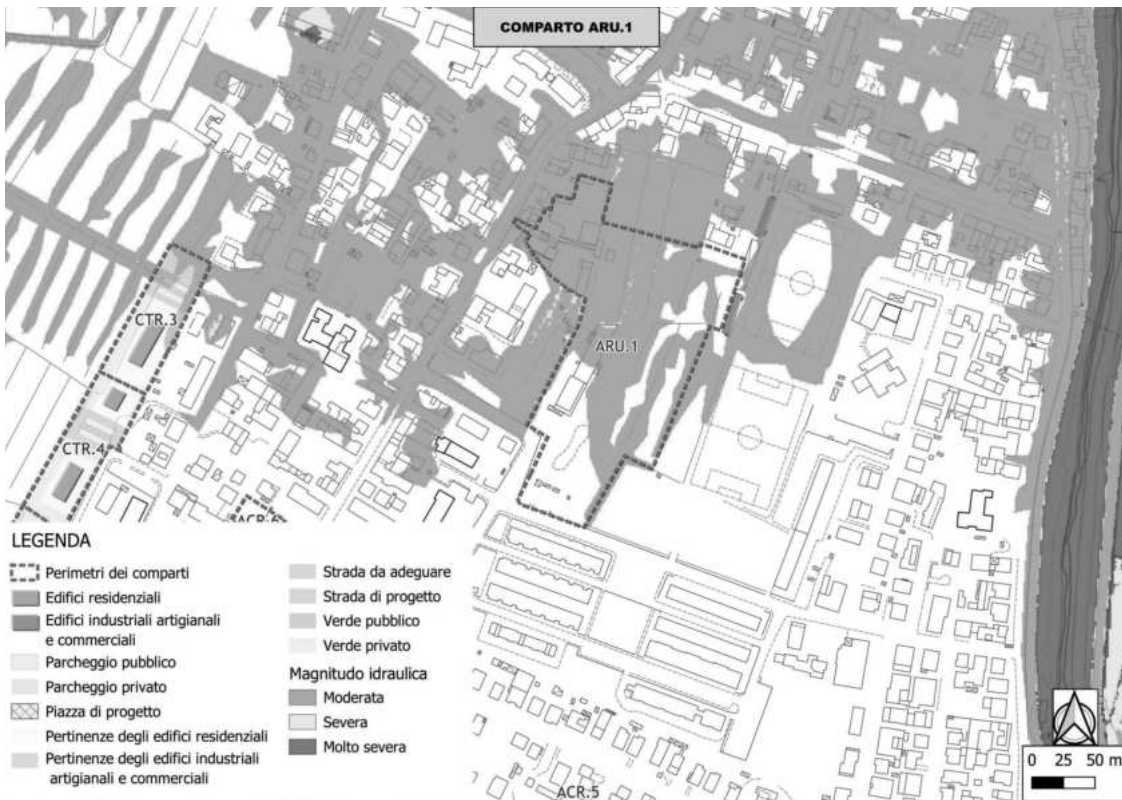 COMPARTO ARU.1
CTR.3
ARU.1
CTR.4
ACR.6
LEGENDA
Perimetri dei comparti
Edifici residenziali
Edifici industriali artigianali
e commerciali
Parcheggio pubblico
Parcheggio privato
Piazza di progetto
Pertinenze degli edifici residenziali
Pertinenze degli edifici industriali
artigianali e commerciali
Strada da adeguare
Strada di progetto
Verde pubblico
Verde privato
Magnitudo idraulica
Moderata
Severa
Molto severa
ACR.5
0 25 50 m